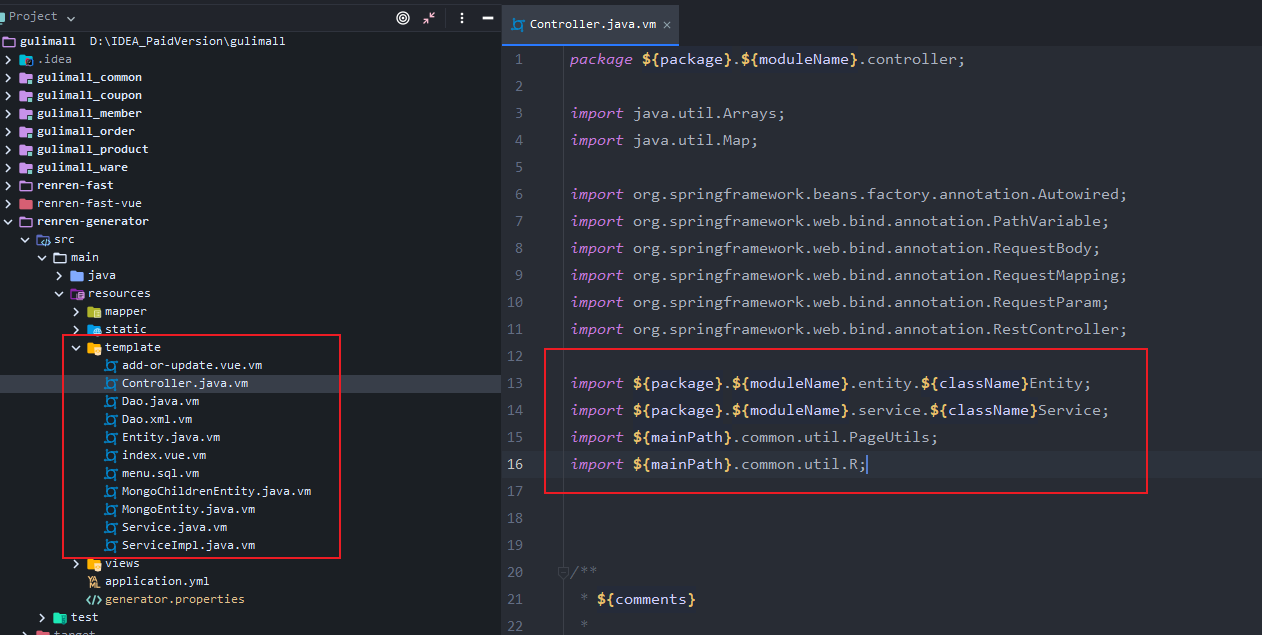 Project
gulimall D:\IDEA_PaidVersion\gulimall
.idea
gulimall_common
gulimall_coupon
gulimall_member
gulimall_order
gulimall_product
gulimall_ware
renren-fast
renren-fast-vue
renren-generator
src
main
java
resources
mapper
static
template
add-or-update.vue.vm
Controller.java.vm
Dao.java.vm
Dao.xml.vm
Entity.java.vm
index.vue.vm
menu.sql.vm
MongoChildrenEntity.java.vm
MongoEntity.java.vm
Service.java.vm
ServiceImpl.java.vm
views
application.yml
generator.properties
test
target
Controller.java.vm
1 package ${package}.${moduleName}.controller;
2
3 import java.util.Arrays;
4 import java.util.Map;
5
6 import org.springframework.beans.factory.annotation.Autowired;
7 import org.springframework.web.bind.annotation.PathVariable;
8 import org.springframework.web.bind.annotation.RequestBody;
9 import org.springframework.web.bind.annotation.RequestMapping;
10 import org.springframework.web.bind.annotation.RequestParam;
11 import org.springframework.web.bind.annotation.RestController;
12
13 import ${package}.${moduleName}.entity.${className}Entity;
14 import ${package}.${moduleName}.service.${className}Service;
15 import ${mainPath}.common.util.PageUtils;
16 import ${mainPath}.common.util.R;
17
18
19
20 /**
21 * ${comments}
22 *